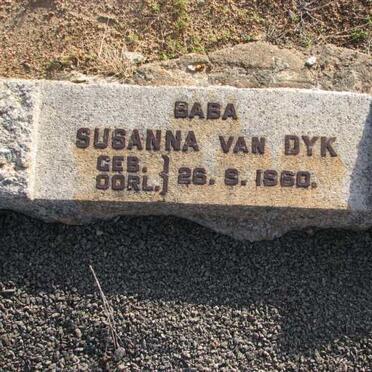 BABA
SUSANNA VAN DYK
GEB.
OORL. } 26. 9. 1960.